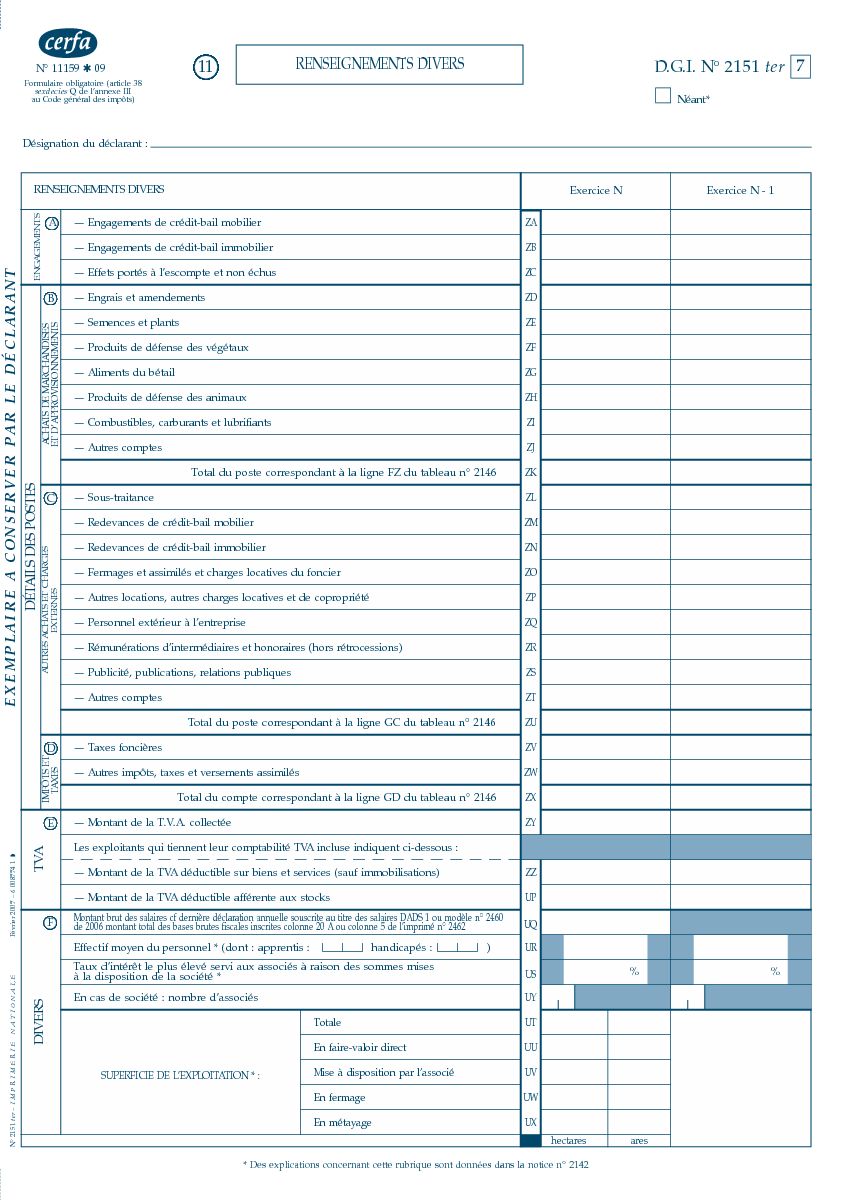 cerfa
N° 11159 ✱ 09
Formulaire obligatoire (article 38
sexdecies Q de l'annexe III
au Code général des impôts)
11
RENSEIGNEMENTS DIVERS
D.G.I. N° 2151 ter 7
Néant*
Désignation du déclarant :
EXEMPLAIRE A CONSERVER PAR LE DÉCLARANT
N° 2151 ter – IMPRIMERIE NATIONALE
RENSEIGNEMENTS DIVERS Exercice N Exercice N - 1
ENGAGEMENTS
A — Engagements de crédit-bail mobilier ZA
— Engagements de crédit-bail immobilier ZB
— Effets portés à l'escompte et non échus ZC
DÉTAILS DES POSTES
ACHATS DE MARCHANDISES
ET D'APPROVISIONNEMENTS
B — Engrais et amendements ZD
— Semences et plants ZE
— Produits de défense des végétaux ZF
— Aliments du bétail ZG
— Produits de défense des animaux ZH
— Combustibles, carburants et lubrifiants ZI
— Autres comptes ZJ
Total du poste correspondant à la ligne FZ du tableau n° 2146 ZK
AUTRES ACHATS ET CHARGES
EXTERNES
C — Sous-traitance ZL
— Redevances de crédit-bail mobilier ZM
— Redevances de crédit-bail immobilier ZN
— Fermages et assimilés et charges locatives du foncier ZO
— Autres locations, autres charges locatives et de copropriété ZP
— Personnel extérieur à l'entreprise ZQ
— Rémunérations d'intermédiaires et honoraires (hors rétrocessions) ZR
— Publicité, publications, relations publiques ZS
— Autres comptes ZT
Total du poste correspondant à la ligne GC du tableau n° 2146 ZU
IMPÔTS ET
TAXES
D — Taxes foncières ZV
— Autres impôts, taxes et versements assimilés ZW
Total du compte correspondant à la ligne GD du tableau n° 2146 ZX
TVA
E — Montant de la T.V.A. collectée ZY
Les exploitants qui tiennent leur comptabilité TVA incluse indiquent ci-dessous :
— Montant de la TVA déductible sur biens et services (sauf immobilisations) ZZ
— Montant de la TVA déductible afférente aux stocks UP
DIVERS
F Montant brut des salaires cf dernière déclaration annuelle souscrite au titre des salaires DADS 1 ou modèle n° 2460
de 2006 montant total des bases brutes fiscales inscrites colonne 20 A ou colonne 5 de l'imprimé n° 2462 UQ
Effectif moyen du personnel * (dont : apprentis : handicapés : ) UR
Taux d'intérêt le plus élevé servi aux associés à raison des sommes mises
à la disposition de la société * US % %
En cas de société : nombre d'associés UY
SUPERFICIE DE L'EXPLOITATION * :
Totale UT
En faire-valoir direct UU
Mise à disposition par l'associé UV
En fermage UW
En métayage UX
hectares ares
* Des explications concernant cette rubrique sont données dans la notice n° 2142